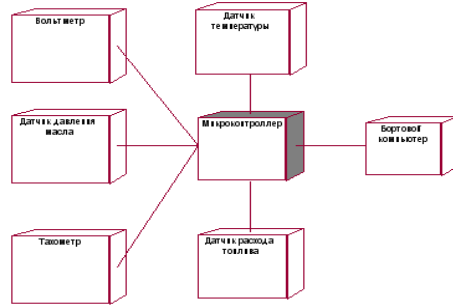 Вольтметр
Датчик
температуры
Датчик давления
масла
Микроконтроллер
Бортовой
компьютер
Тахометр
Датчик расхода
топлива